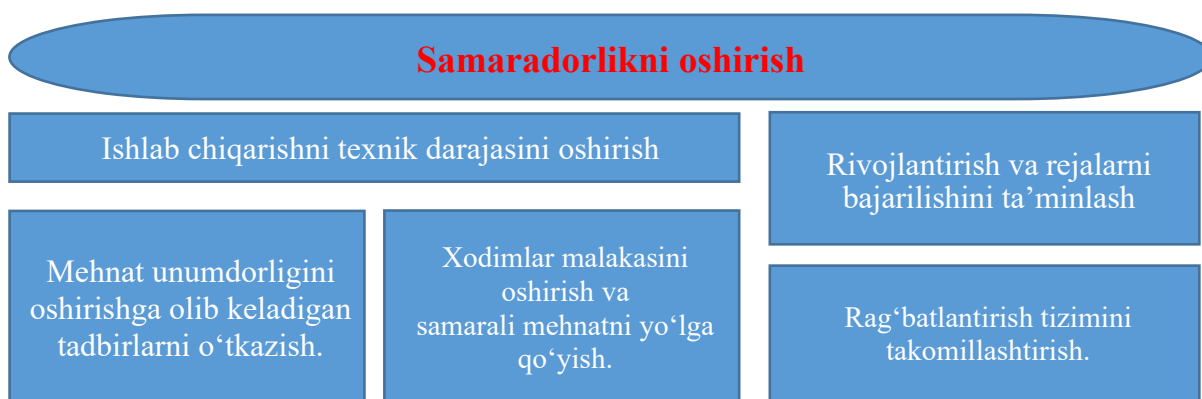 Samaradorlikni oshirish
Ishlab chiqarishni texnik darajasini oshirish
Rivojlantirish va rejalarni
bajarilishini ta’minlash
Mehnat unumdorligini
oshirishga olib keladigan
tadbirlarni o‘tkazish.
Xodimlar malakasini
oshirish va
samarali mehnatni yo‘lga
qo‘yish.
Rag‘batlantirish tizimini
takomillashtirish.